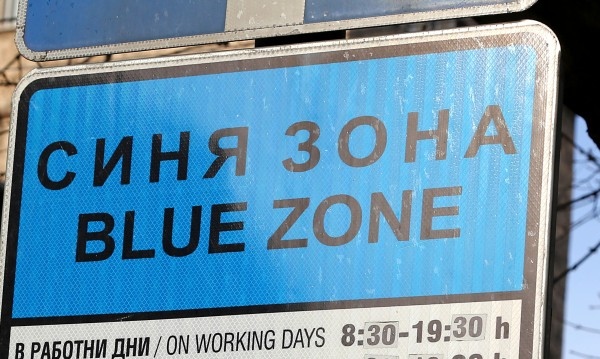 СИНЯ ЗОНА
BLUE ZONE
В РАБОТНИ ДНИ / ON WORKING DAYS 8:30-19:30 h